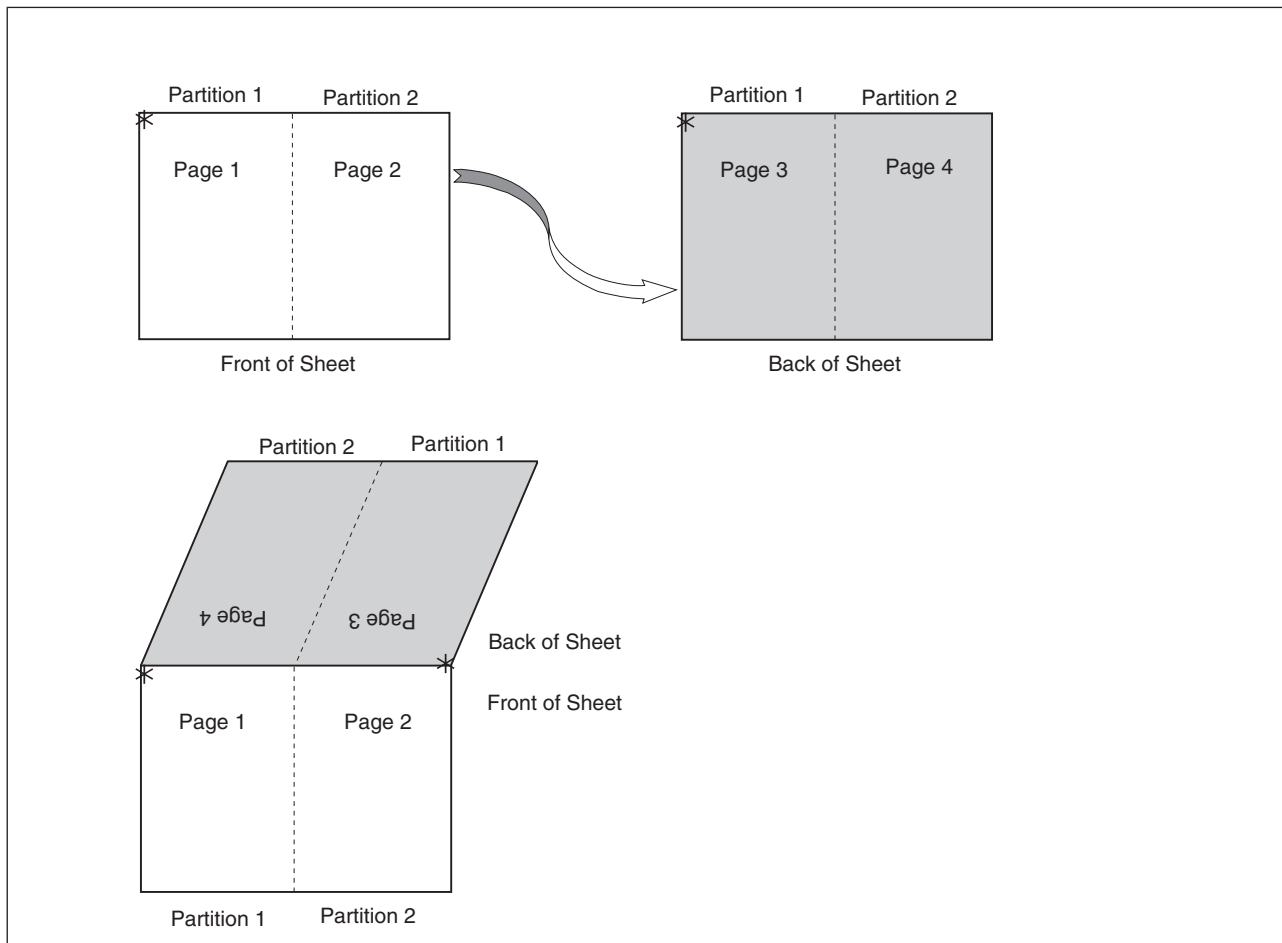 Partition 1 Partition 2
Partition 1 Partition 2
Page 1 Page 2
Page 3 Page 4
Front of Sheet
Back of Sheet
Partition 2 Partition 1
Page 4 Page 3
Back of Sheet
Front of Sheet
Page 1 Page 2
Partition 1 Partition 2